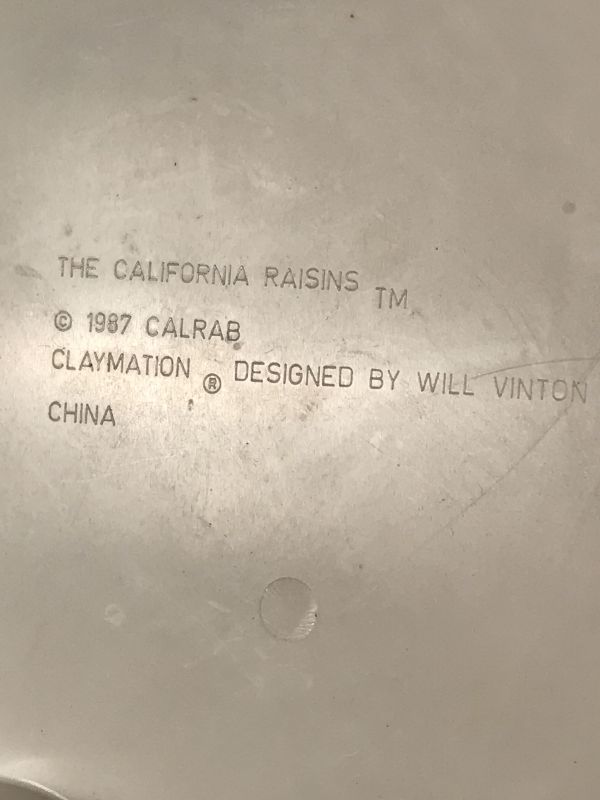 THE CALIFORNIA RAISINS TM
© 1987 CALRAB
CLAYMATION ® DESIGNED BY WILL VINTON
CHINA